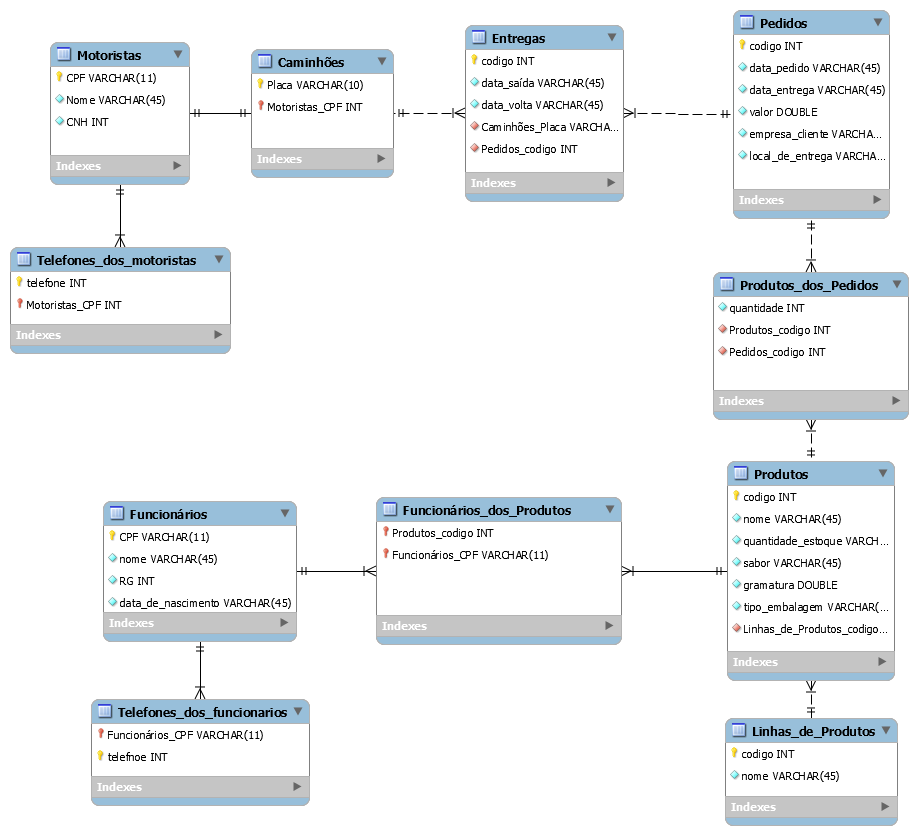 Motoristas
CPF VARCHAR(11)
Nome VARCHAR(45)
CNH INT
Indexes
Caminhões
Placa VARCHAR(10)
Motoristas_CPF INT
Indexes
Entregas
codigo INT
data_saída VARCHAR(45)
data_volta VARCHAR(45)
Caminhões_Placa VARCHA...
Pedidos_codigo INT
Indexes
Pedidos
codigo INT
data_pedido VARCHAR(45)
data_entrega VARCHAR(45)
valor DOUBLE
empresa_cliente VARCHA...
local_de_entrega VARCHA...
Indexes
Telefones_dos_motoristas
telefone INT
Motoristas_CPF INT
Indexes
Produtos_dos_Pedidos
quantidade INT
Produtos_codigo INT
Pedidos_codigo INT
Indexes
Funcionários
CPF VARCHAR(11)
nome VARCHAR(45)
RG INT
data_de_nascimento VARCHAR(45)
Indexes
Funcionários_dos_Produtos
Produtos_codigo INT
Funcionários_CPF VARCHAR(11)
Indexes
Produtos
codigo INT
nome VARCHAR(45)
quantidade_estoque VARCH...
sabor VARCHAR(45)
gramatura DOUBLE
tipo_embalagem VARCHAR(...
Linhas_de_Produtos_codigo...
Indexes
Telefones_dos_funcionarios
Funcionários_CPF VARCHAR(11)
telefnoe INT
Indexes
Linhas_de_Produtos
codigo INT
nome VARCHAR(45)
Indexes